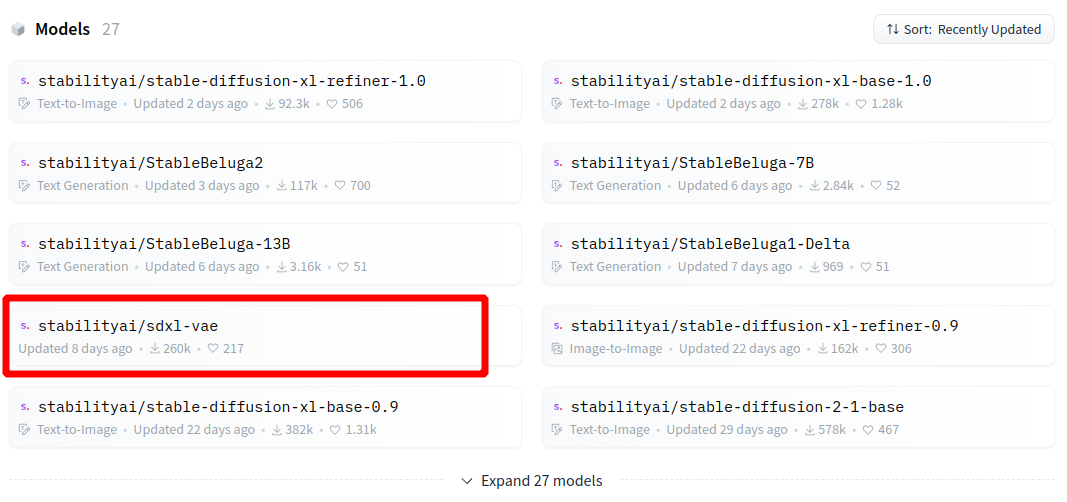 Models 27
Sort: Recently Updated
s. stabilityai/stable-diffusion-xl-refiner-1.0
Text-to-Image • Updated 2 days ago • 92.3k • 506
s. stabilityai/stable-diffusion-xl-base-1.0
Text-to-Image • Updated 2 days ago • 278k • 1.28k
s. stabilityai/StableBeluga2
Text Generation • Updated 3 days ago • 117k • 700
s. stabilityai/StableBeluga-7B
Text Generation • Updated 6 days ago • 2.84k • 52
s. stabilityai/StableBeluga-13B
Text Generation • Updated 6 days ago • 3.16k • 51
s. stabilityai/StableBeluga1-Delta
Text Generation • Updated 7 days ago • 969 • 51
s. stabilityai/sdxl-vae
Updated 8 days ago • 260k • 217
s. stabilityai/stable-diffusion-xl-refiner-0.9
Image-to-Image • Updated 22 days ago • 162k • 306
s. stabilityai/stable-diffusion-xl-base-0.9
Text-to-Image • Updated 22 days ago • 382k • 1.31k
s. stabilityai/stable-diffusion-2-1-base
Text-to-Image • Updated 29 days ago • 578k • 467
Expand 27 models